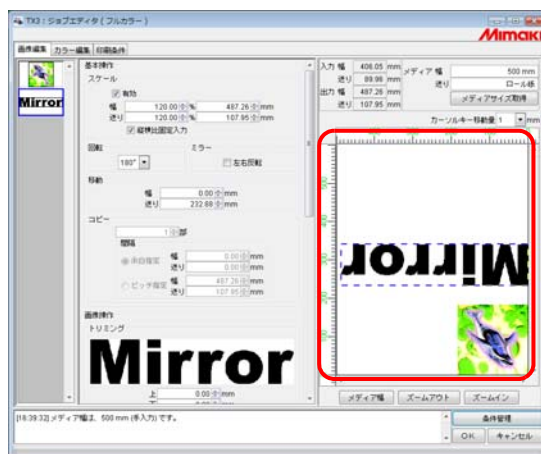 TX3 : ジョブエディタ ( フルカラー )
Mimaki
画像編集 カラー編集 印刷条件
Mirror
基本操作
スケール
有効
幅 120.00 % 487.26 mm
送り 120.00 % 107.95 mm
縦横比固定入力
回転 ミラー
180° 左右反転
移動
幅 0.00 mm
送り 232.88 mm
コピー
1 部
間隔
余白指定 幅 0.00 mm
送り 0.00 mm
ピッチ指定 幅 487.26 mm
送り 107.95 mm
画像操作
トリミング
Mirror
上 0.00 mm
入力 幅 406.05 mm
送り 89.96 mm
出力 幅 487.26 mm
送り 107.95 mm
メディア 幅 500 mm
送り ロール紙
メディアサイズ取得
カーソルキー移動量 1 mm
Mirror
メディア幅 ズームアウト ズームイン
[18:39:32] メディア幅は、500 mm (手入力) です。
条件管理
OK キャンセル